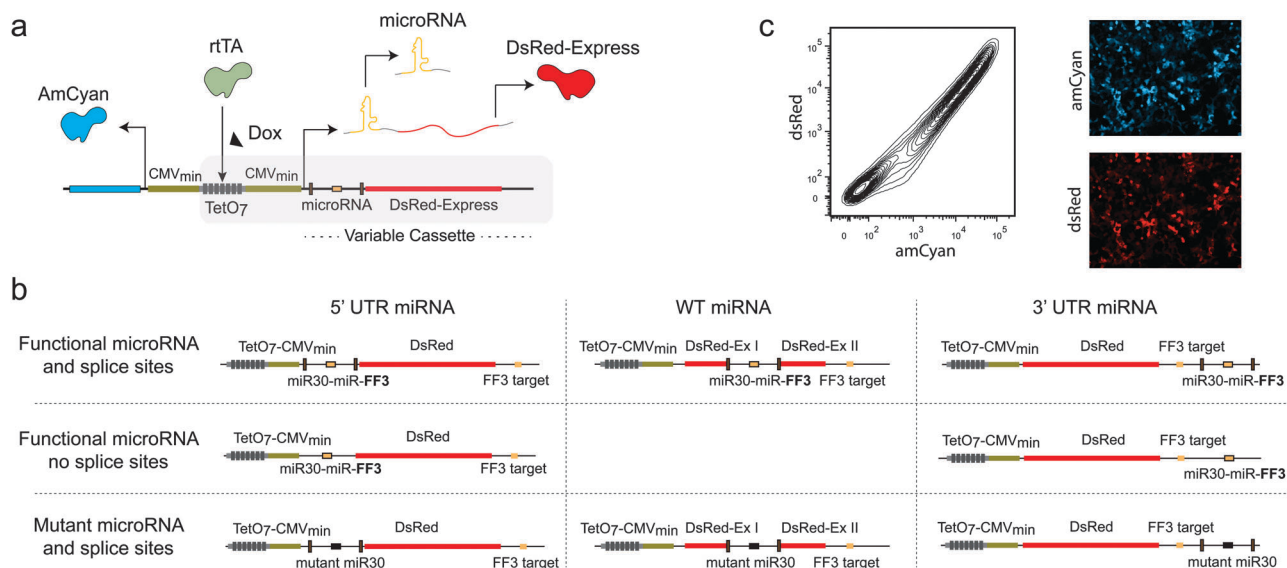 a
microRNA
rtTA
DsRed-Express
AmCyan
Dox
CMVmin
CMVmin
TetO7
microRNA
DsRed-Express
Variable Cassette
c
dsRed
10^5
10^4
10^3
10^2
0
0
10^2
10^3
10^4
10^5
amCyan
amCyan
dsRed
b
5' UTR miRNA
WT miRNA
3' UTR miRNA
Functional microRNA
and splice sites
TetO7-CMVmin
DsRed
miR30-miR-FF3
FF3 target
TetO7-CMVmin
DsRed-Ex I
DsRed-Ex II
miR30-miR-FF3
FF3 target
TetO7-CMVmin
DsRed
FF3 target
miR30-miR-FF3
Functional microRNA
no splice sites
TetO7-CMVmin
DsRed
miR30-miR-FF3
FF3 target
TetO7-CMVmin
DsRed
FF3 target
miR30-miR-FF3
Mutant microRNA
and splice sites
TetO7-CMVmin
DsRed
mutant miR30
FF3 target
TetO7-CMVmin
DsRed-Ex I
DsRed-Ex II
mutant miR30
FF3 target
TetO7-CMVmin
DsRed
FF3 target
mutant miR30